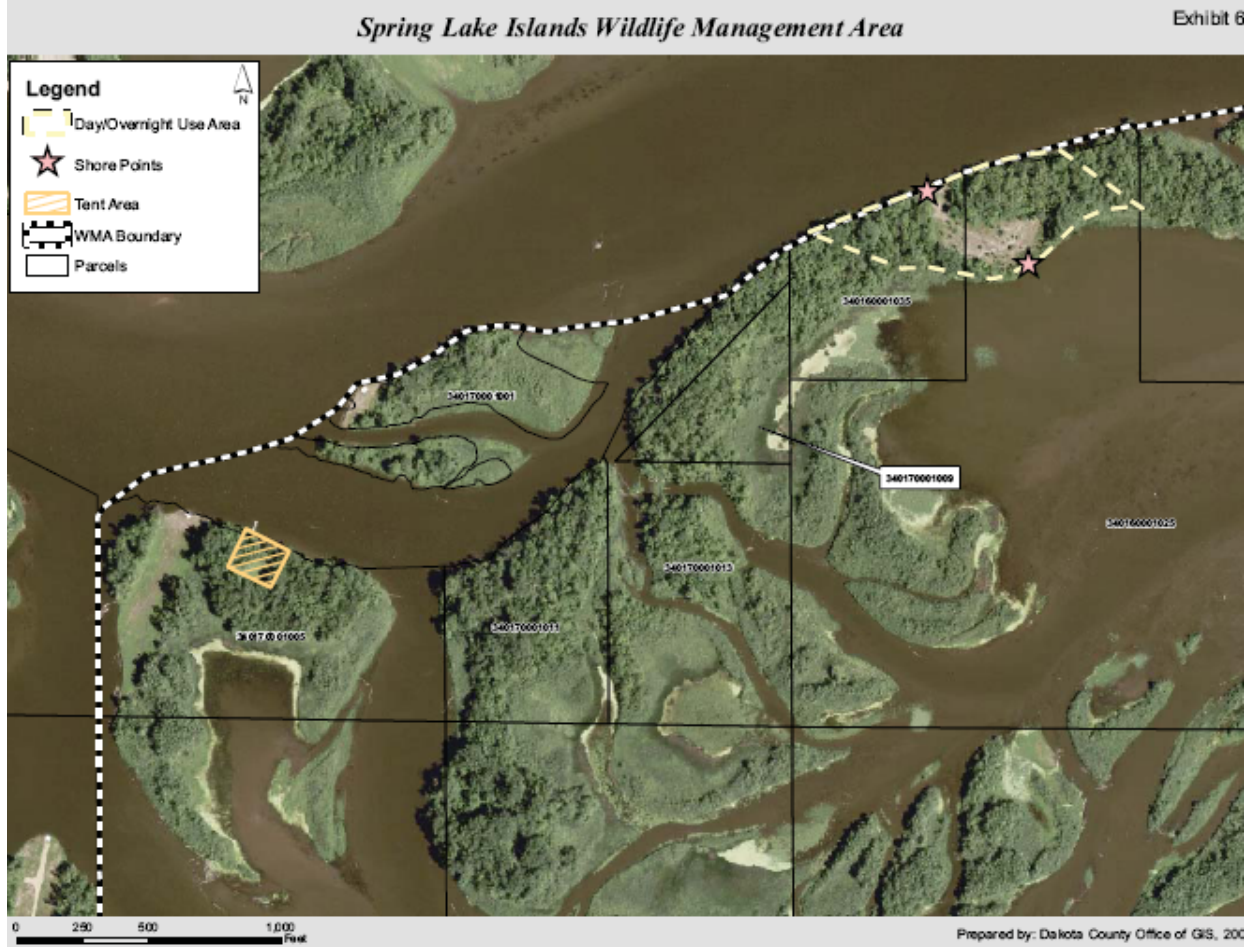 Spring Lake Islands Wildlife Management Area
Exhibit 6
Legend
N
Day/Overnight Use Area
Shore Points
Tent Area
WMA Boundary
Parcels
340160001035
340170001001
340170001009
340160001025
340170001013
340170001011
340170001005
0 250 500 1,000
Feet
Prepared by: Dakota County Office of GIS, 200